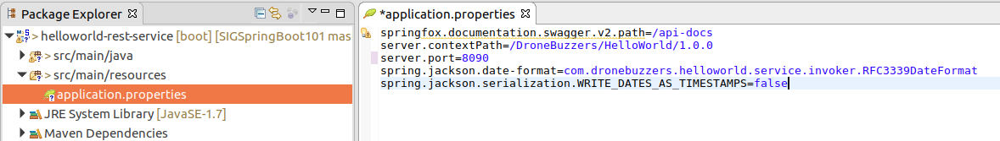 Package Explorer
helloworld-rest-service [boot] [SIGSpringBoot101 mas
> src/main/java
> src/main/resources
application.properties
JRE System Library [JavaSE-1.7]
Maven Dependencies
*application.properties
springfox.documentation.swagger.v2.path=/api-docs
server.contextPath=/DroneBuzzers/HelloWorld/1.0.0
server.port=8090
spring.jackson.date-format=com.dronebuzzers.helloworld.service.invoker.RFC3339DateFormat
spring.jackson.serialization.WRITE_DATES_AS_TIMESTAMPS=false